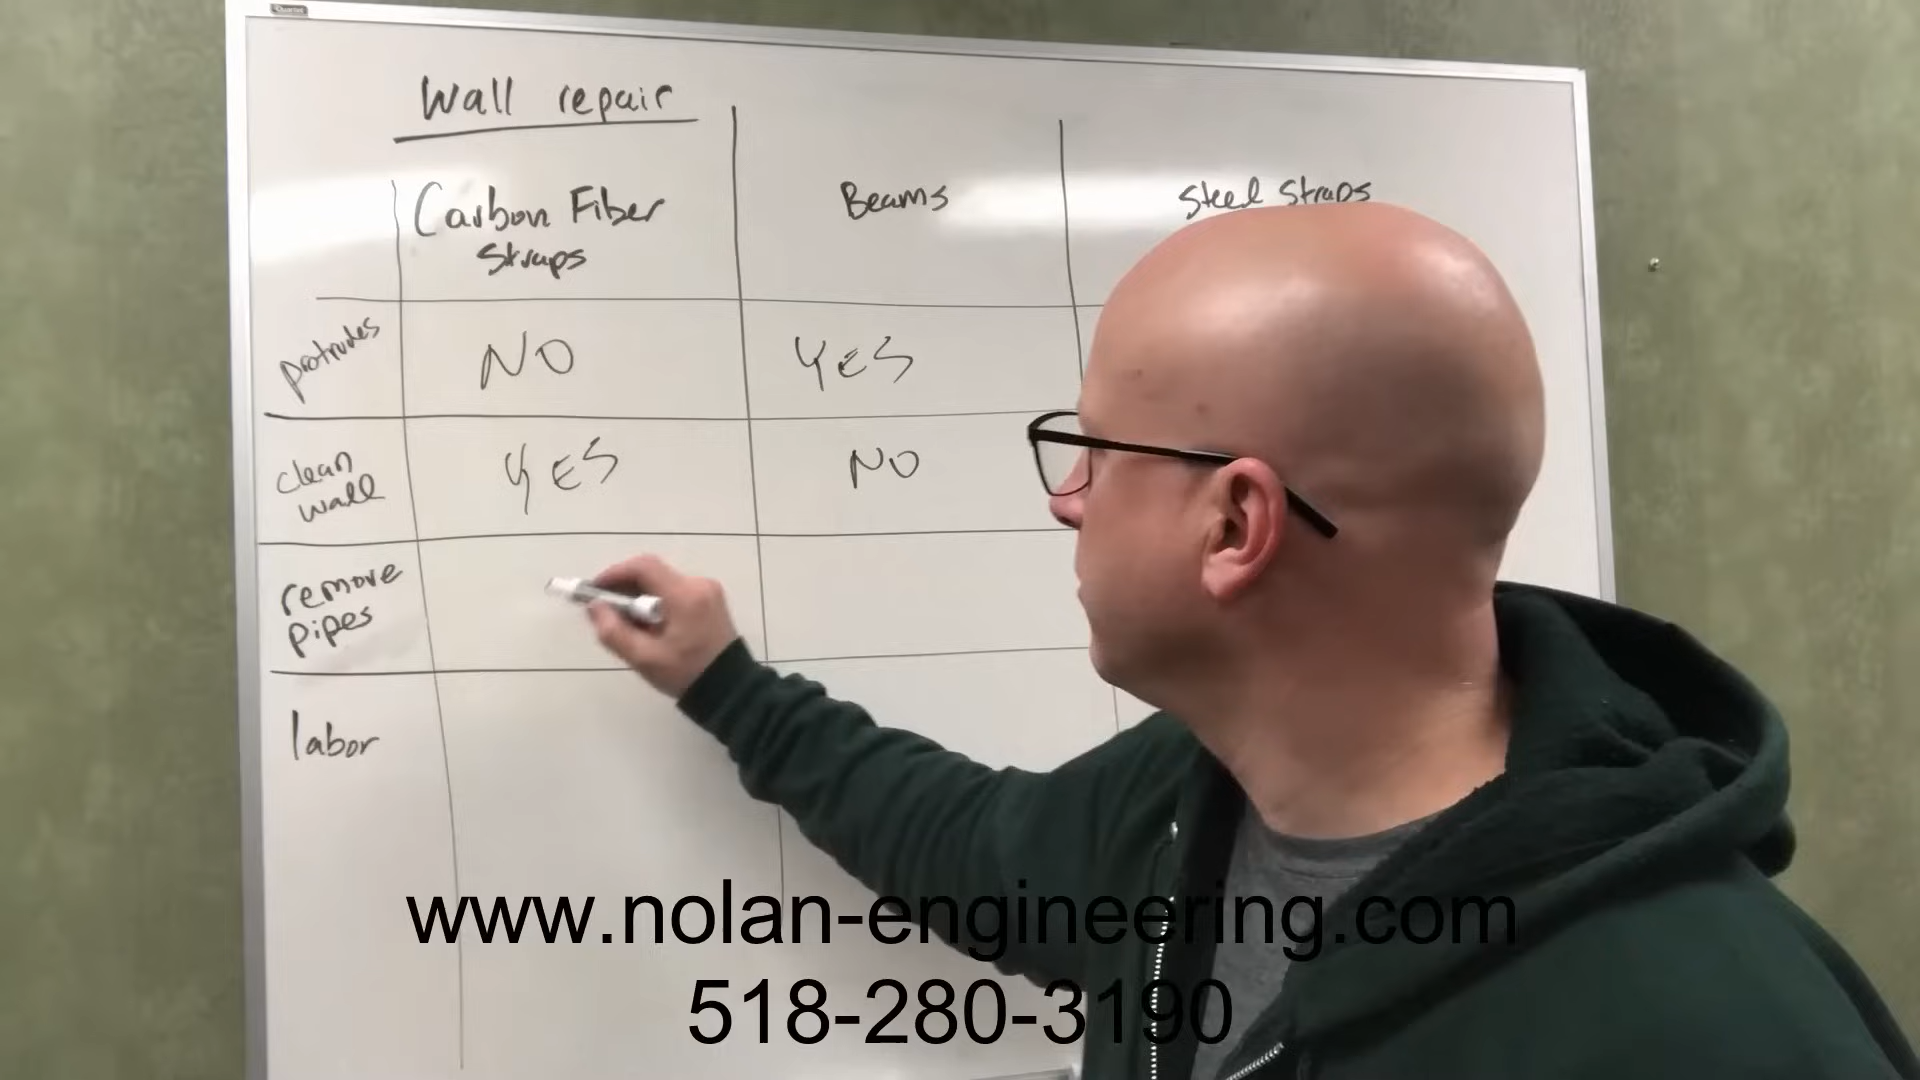 Wall repair
Carbon Fiber
Straps
Beams
Steel Straps
protrudes
NO
YES
clean
wall
YES
NO
remove
pipes
labor
www.nolan-engineering.com
518-280-3190